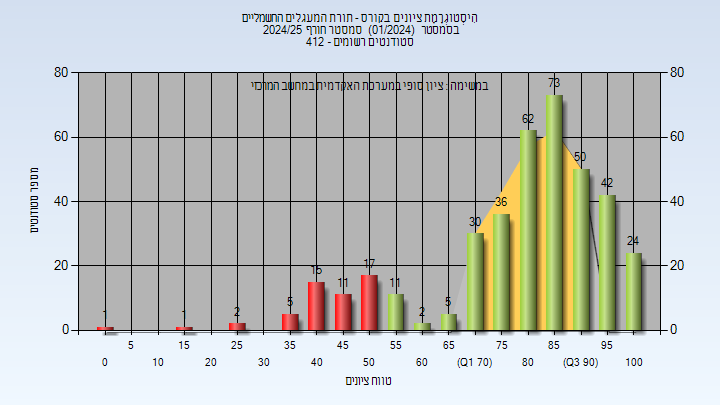 היסטוגרמת ציונים בקורס - תורת המעגלים החשמליים
בסמסטר (01/2024) סמסטר חורף 2024/25
סטודנטים רשומים - 412
במשימה : ציון סופי במערכת האקדמית במחשב המרכזי
80 80
60 60
40 40
20 20
0 0
מספר סטודנטים
1 1 2 5 15 11 17 11 2 5 30 36 62 73 50 42 24
5 15 25 35 45 55 65 75 85 95
0 10 20 30 40 50 60 (Q1 70) 80 (Q3 90) 100
טווח ציונים